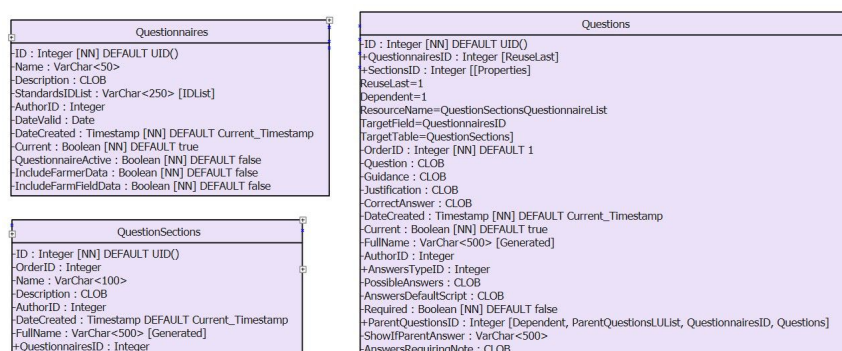 Questionnaires
-ID : Integer [NN] DEFAULT UID()
-Name : VarChar<50>
-Description : CLOB
-StandardsIDList : VarChar<250> [IDList]
-AuthorID : Integer
-DateValid : Date
-DateCreated : Timestamp [NN] DEFAULT Current_Timestamp
-Current : Boolean [NN] DEFAULT true
-QuestionnaireActive : Boolean [NN] DEFAULT false
-IncludeFarmerData : Boolean [NN] DEFAULT false
-IncludeFarmFieldData : Boolean [NN] DEFAULT false
QuestionSections
-ID : Integer [NN] DEFAULT UID()
-OrderID : Integer
-Name : VarChar<100>
-Description : CLOB
-AuthorID : Integer
-DateCreated : Timestamp DEFAULT Current_Timestamp
-FullName : VarChar<500> [Generated]
+QuestionnairesID : Integer
Questions
-ID : Integer [NN] DEFAULT UID()
+QuestionnairesID : Integer [ReuseLast]
+SectionsID : Integer [[Properties]
ReuseLast=1
Dependent=1
ResourceName=QuestionSectionsQuestionnaireList
TargetField=QuestionnairesID
TargetTable=QuestionSections]
-OrderID : Integer [NN] DEFAULT 1
-Question : CLOB
-Guidance : CLOB
-Justification : CLOB
-CorrectAnswer : CLOB
-DateCreated : Timestamp [NN] DEFAULT Current_Timestamp
-Current : Boolean [NN] DEFAULT true
-FullName : VarChar<500> [Generated]
-AuthorID : Integer
+AnswersTypeID : Integer
-PossibleAnswers : CLOB
-AnswersDefaultScript : CLOB
-Required : Boolean [NN] DEFAULT false
+ParentQuestionsID : Integer [Dependent, ParentQuestionsLUList, QuestionnairesID, Questions]
-ShowIfParentAnswer : VarChar<500>
-AnswersRequiringNote : CLOB